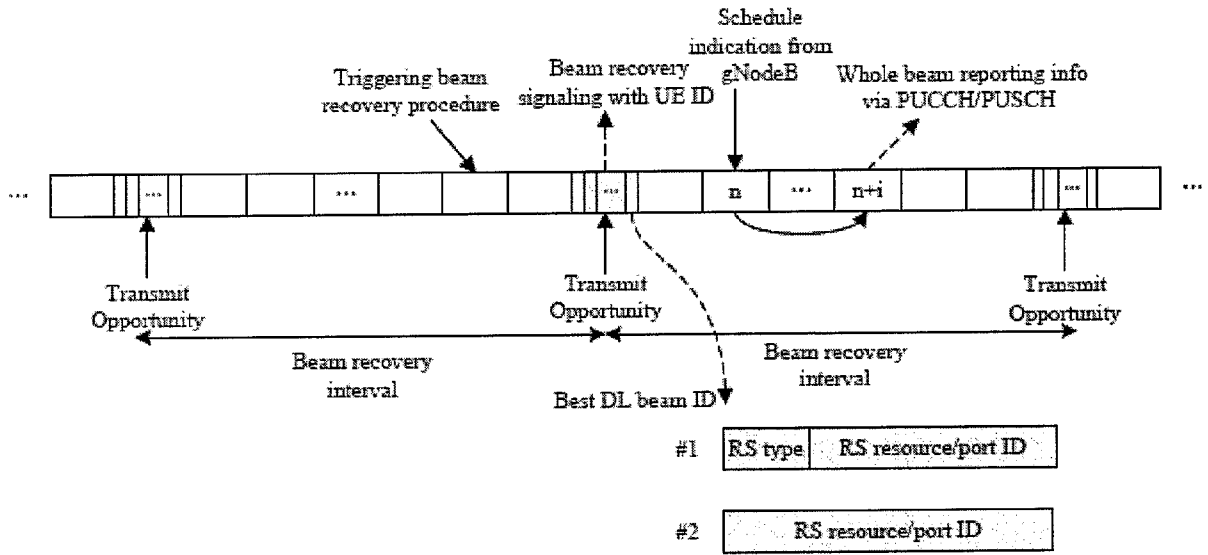 Schedule
indication from
gNodeB
Triggering beam
recovery procedure
Beam recovery
signaling with UE ID
Whole beam reporting info
via PUCCH/PUSCH
... ... ... ... n ... n+i ... ...
Transmit
Opportunity
Transmit
Opportunity
Transmit
Opportunity
Beam recovery
interval
Beam recovery
interval
Best DL beam ID
#1 RS type RS resource/port ID
#2 RS resource/port ID